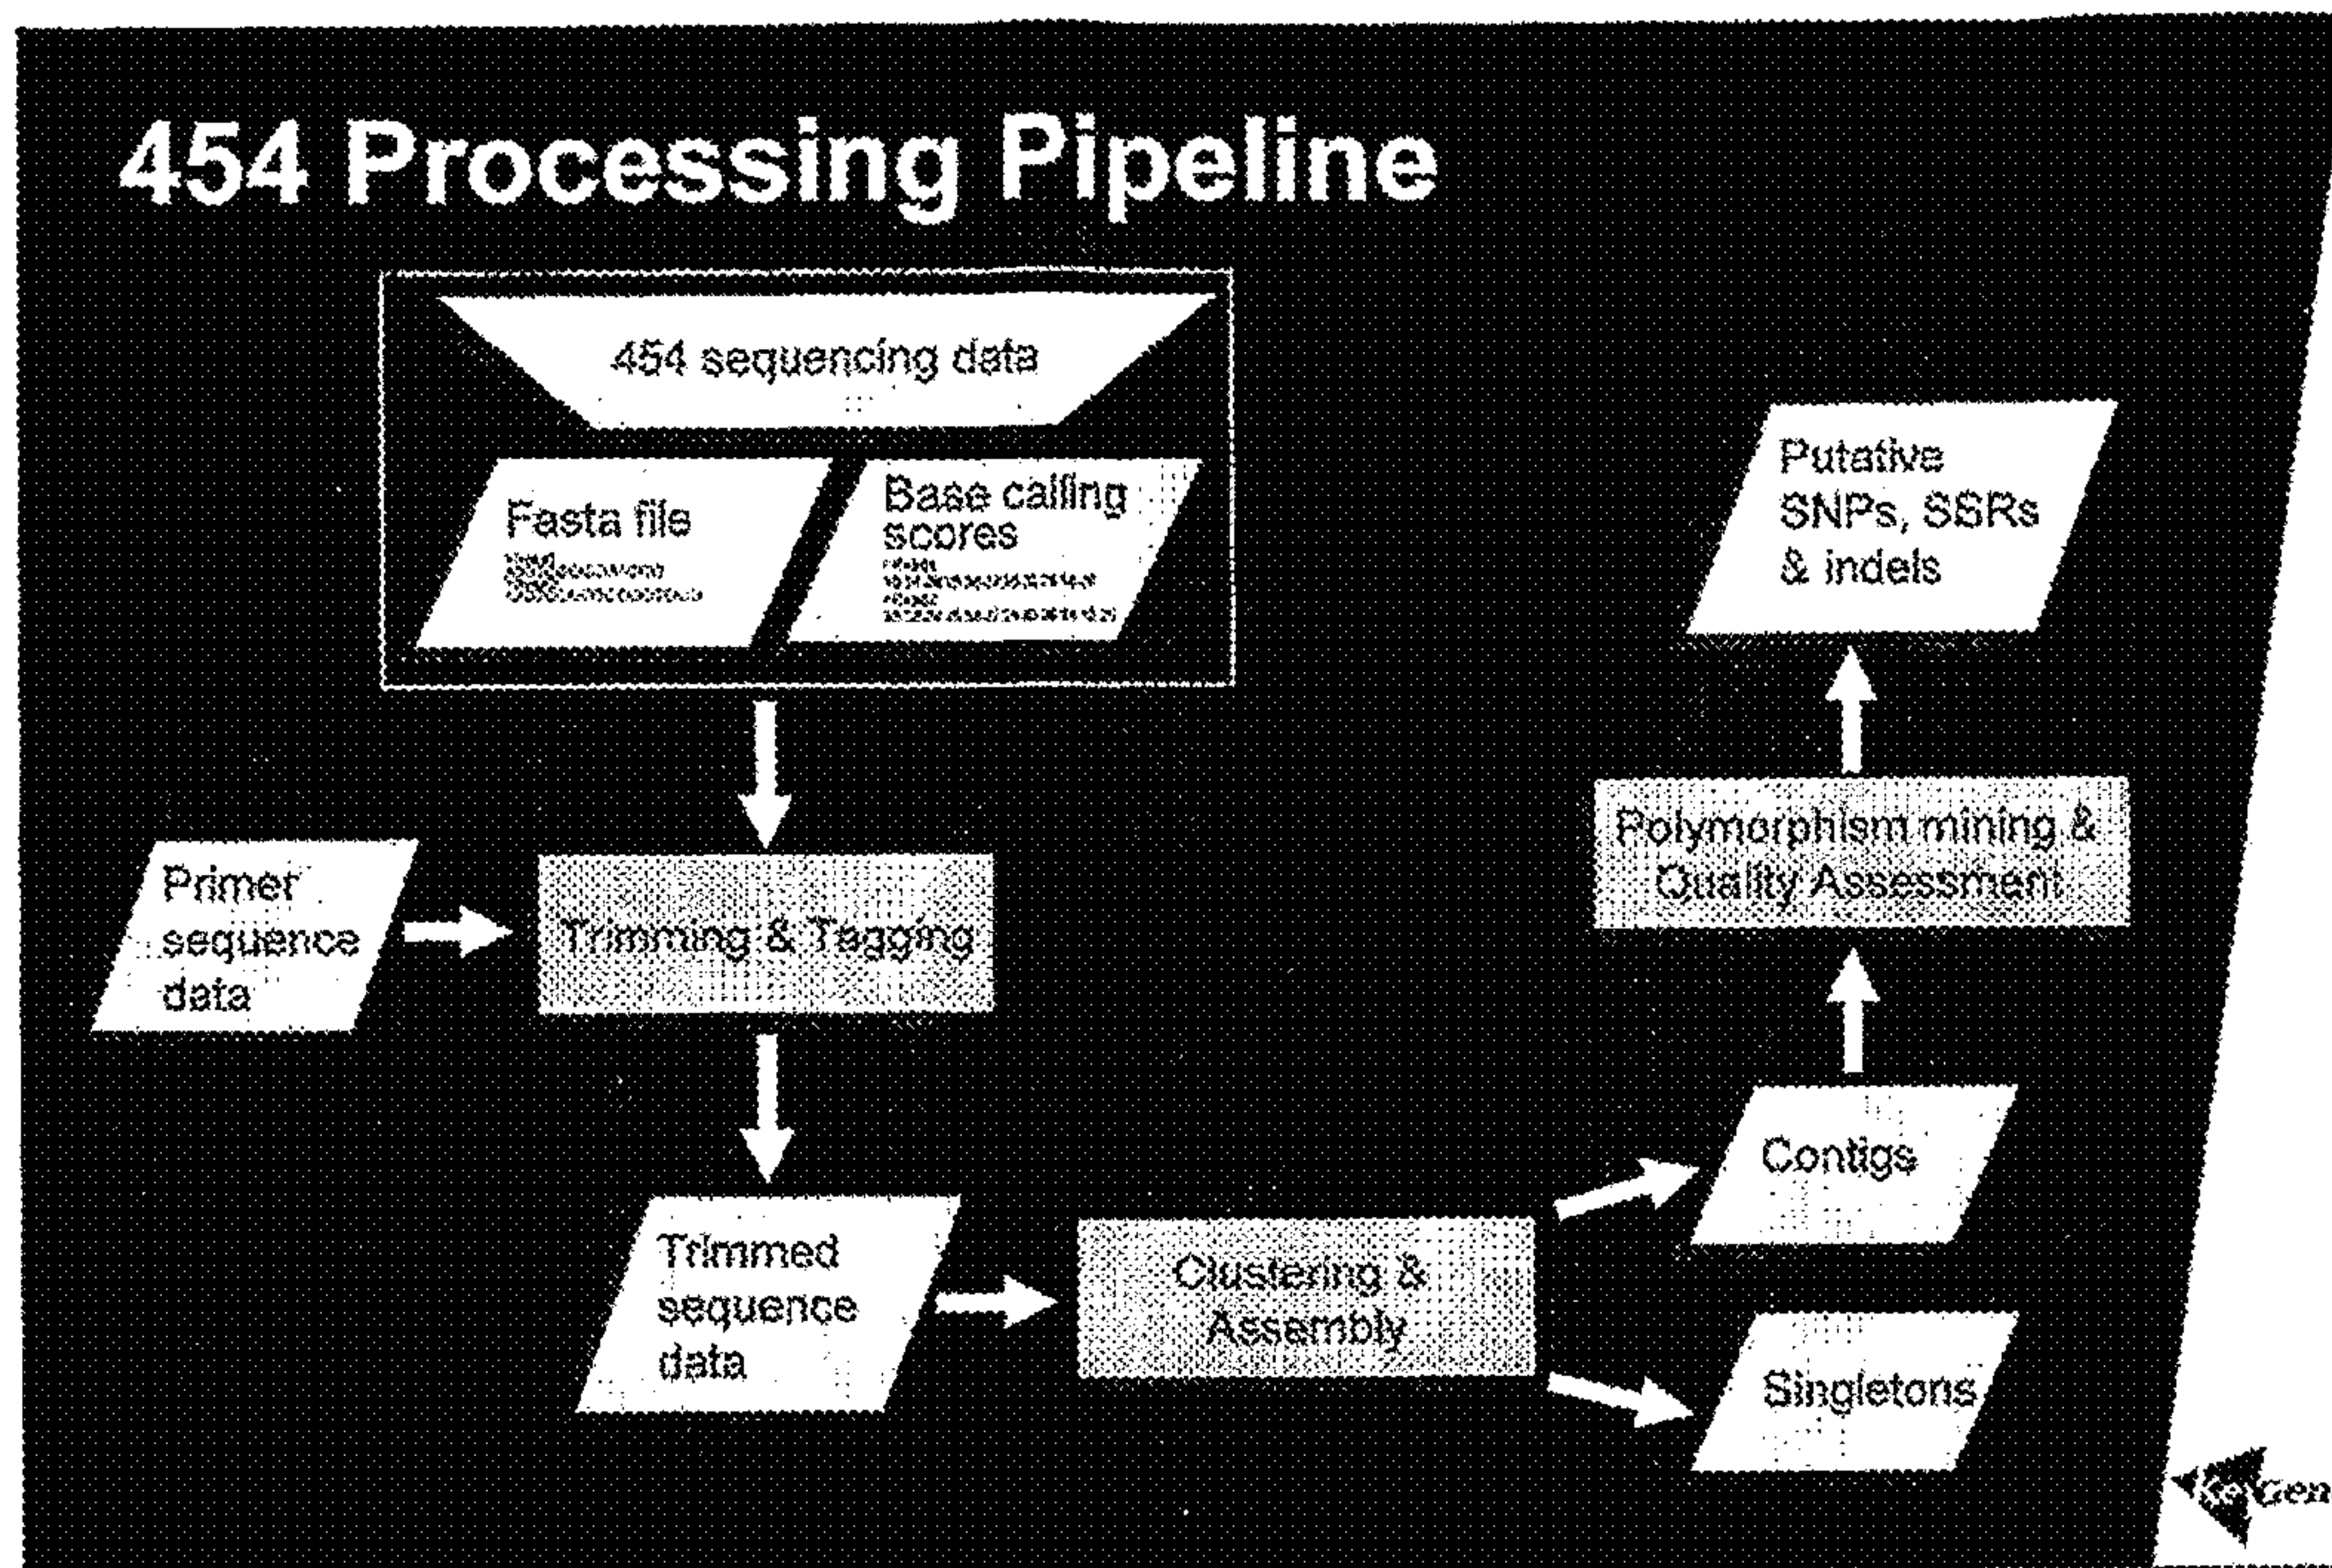 454 Processing Pipeline
454 sequencing data
Fasta file
Base calling
scores
Putative
SNPs, SSRs
& indels
Primer
sequence
data
Trimming & Tagging
Polymorphism mining &
Quality Assessment
Trimmed
sequence
data
Clustering &
Assembly
Contigs
Singletons